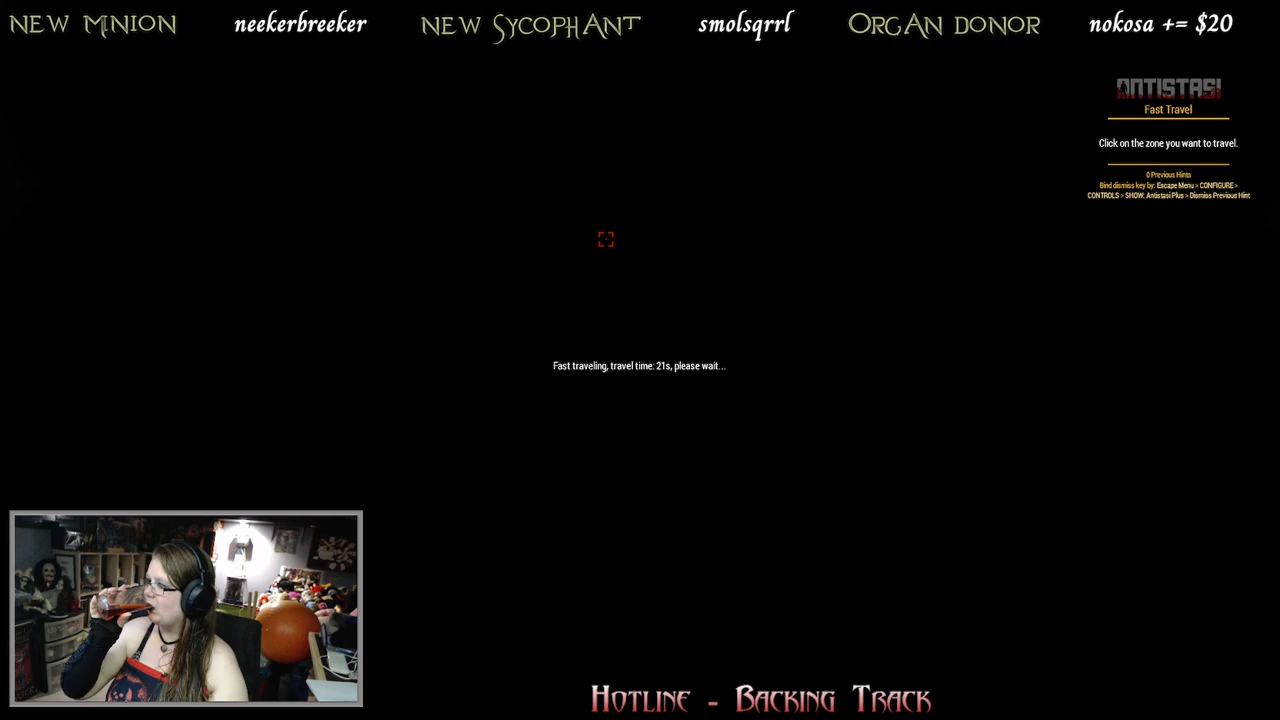 NEW MINION neekerbreeker NEW SYCOPHANT smolsqrrl ORGAN DONOR nokosa += $20
ANTISTASI
Fast Travel
Click on the zone you want to travel.
0 Previous Hints
Bind dismiss key by: Escape Menu > CONFIGURE >
CONTROLS > SHOW: Antistasi Plus > Dismiss Previous Hint
Fast traveling, travel time: 21s, please wait...
HOTLINE - BACKING TRACK